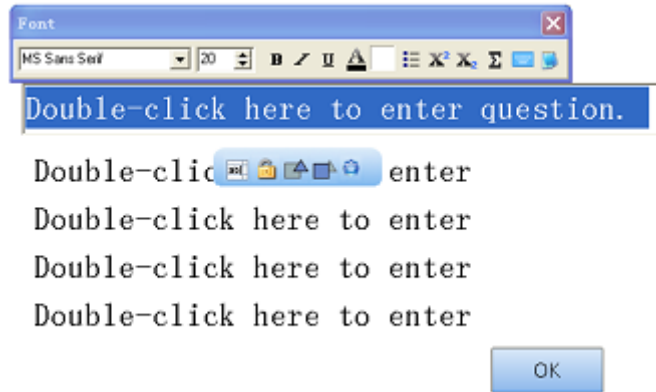 Font
MS Sans Serif 20 B I U A X² X₂ Σ
Double-click here to enter question.
Double-clic enter
Double-click here to enter
Double-click here to enter
Double-click here to enter
OK